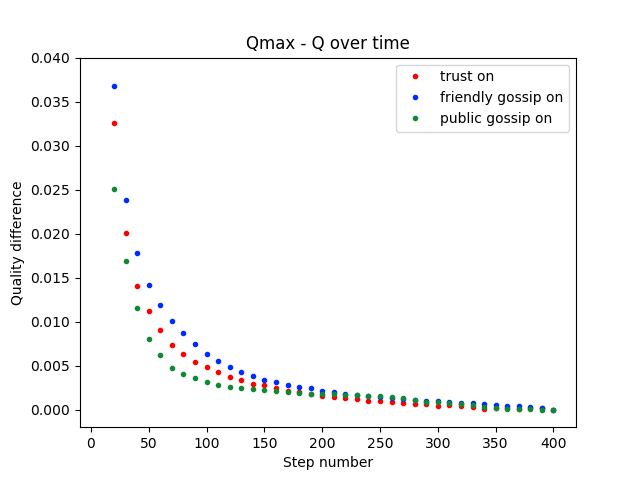 Qmax - Q over time
trust on
friendly gossip on
public gossip on
Quality difference
0.040
0.035
0.030
0.025
0.020
0.015
0.010
0.005
0.000
0 50 100 150 200 250 300 350 400
Step number